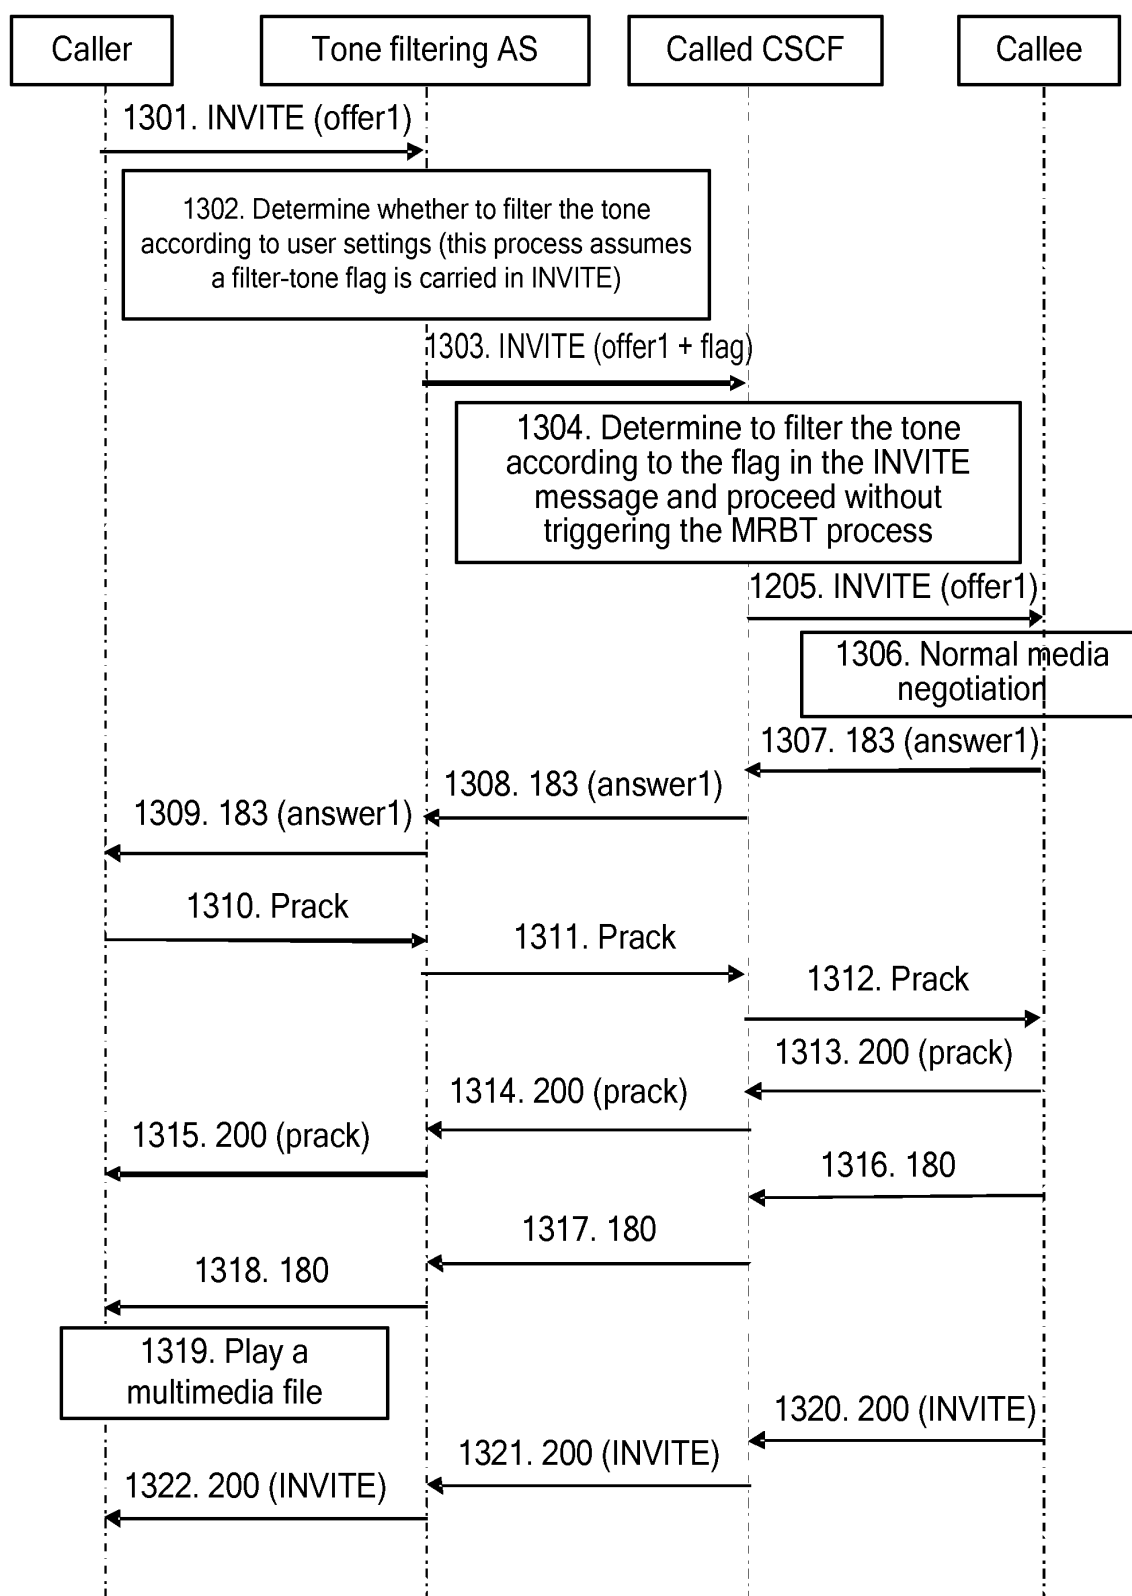 Caller
Tone filtering AS
Called CSCF
Callee
1301. INVITE (offer1)
1302. Determine whether to filter the tone
according to user settings (this process assumes
a filter-tone flag is carried in INVITE)
1303. INVITE (offer1 + flag)
1304. Determine to filter the tone
according to the flag in the INVITE
message and proceed without
triggering the MRBT process
1205. INVITE (offer1)
1306. Normal media
negotiation
1307. 183 (answer1)
1308. 183 (answer1)
1309. 183 (answer1)
1310. Prack
1311. Prack
1312. Prack
1313. 200 (prack)
1314. 200 (prack)
1315. 200 (prack)
1316. 180
1317. 180
1318. 180
1319. Play a
multimedia file
1320. 200 (INVITE)
1321. 200 (INVITE)
1322. 200 (INVITE)